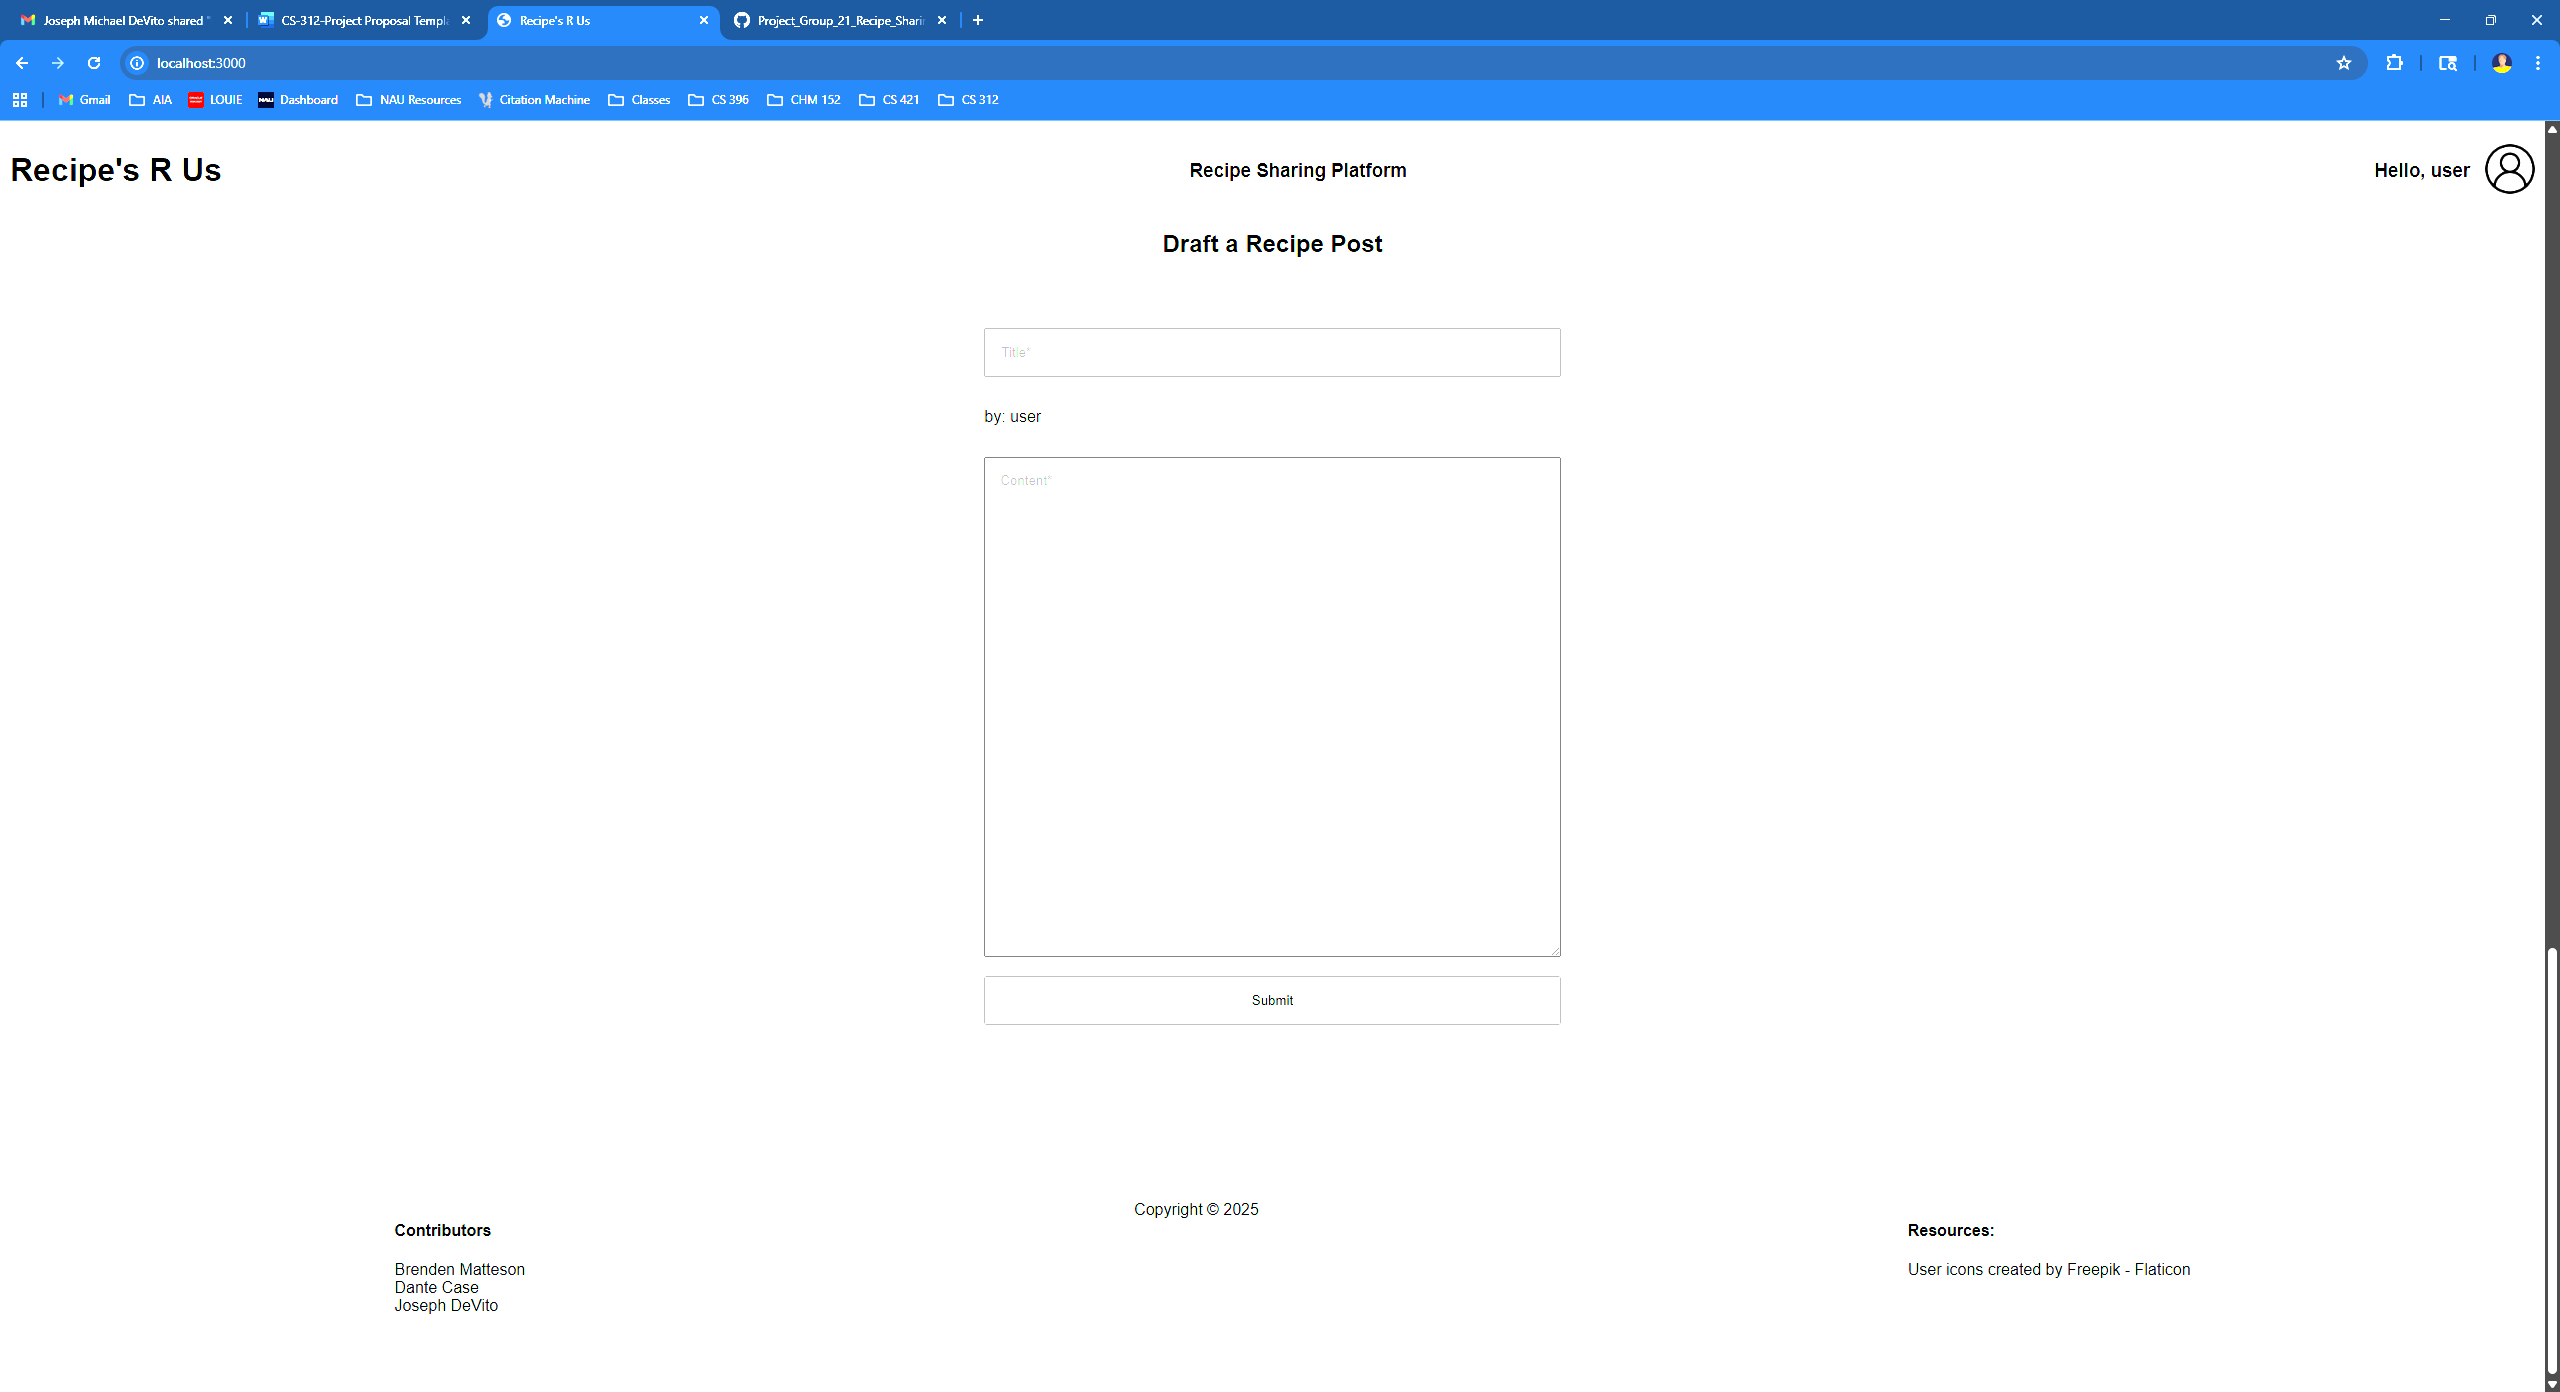 Joseph Michael DeVito shared "
CS-312-Project Proposal Templa
Recipe's R Us
Project_Group_21_Recipe_Sharin
localhost:3000
Gmail
AIA
LOUIE
NAU
Dashboard
NAU Resources
Citation Machine
Classes
CS 396
CHM 152
CS 421
CS 312
Recipe's R Us
Recipe Sharing Platform
Hello, user
Draft a Recipe Post
Title*
by: user
Content*
Submit
Copyright © 2025
Contributors
Brenden Matteson
Dante Case
Joseph DeVito
Resources:
User icons created by Freepik - Flaticon